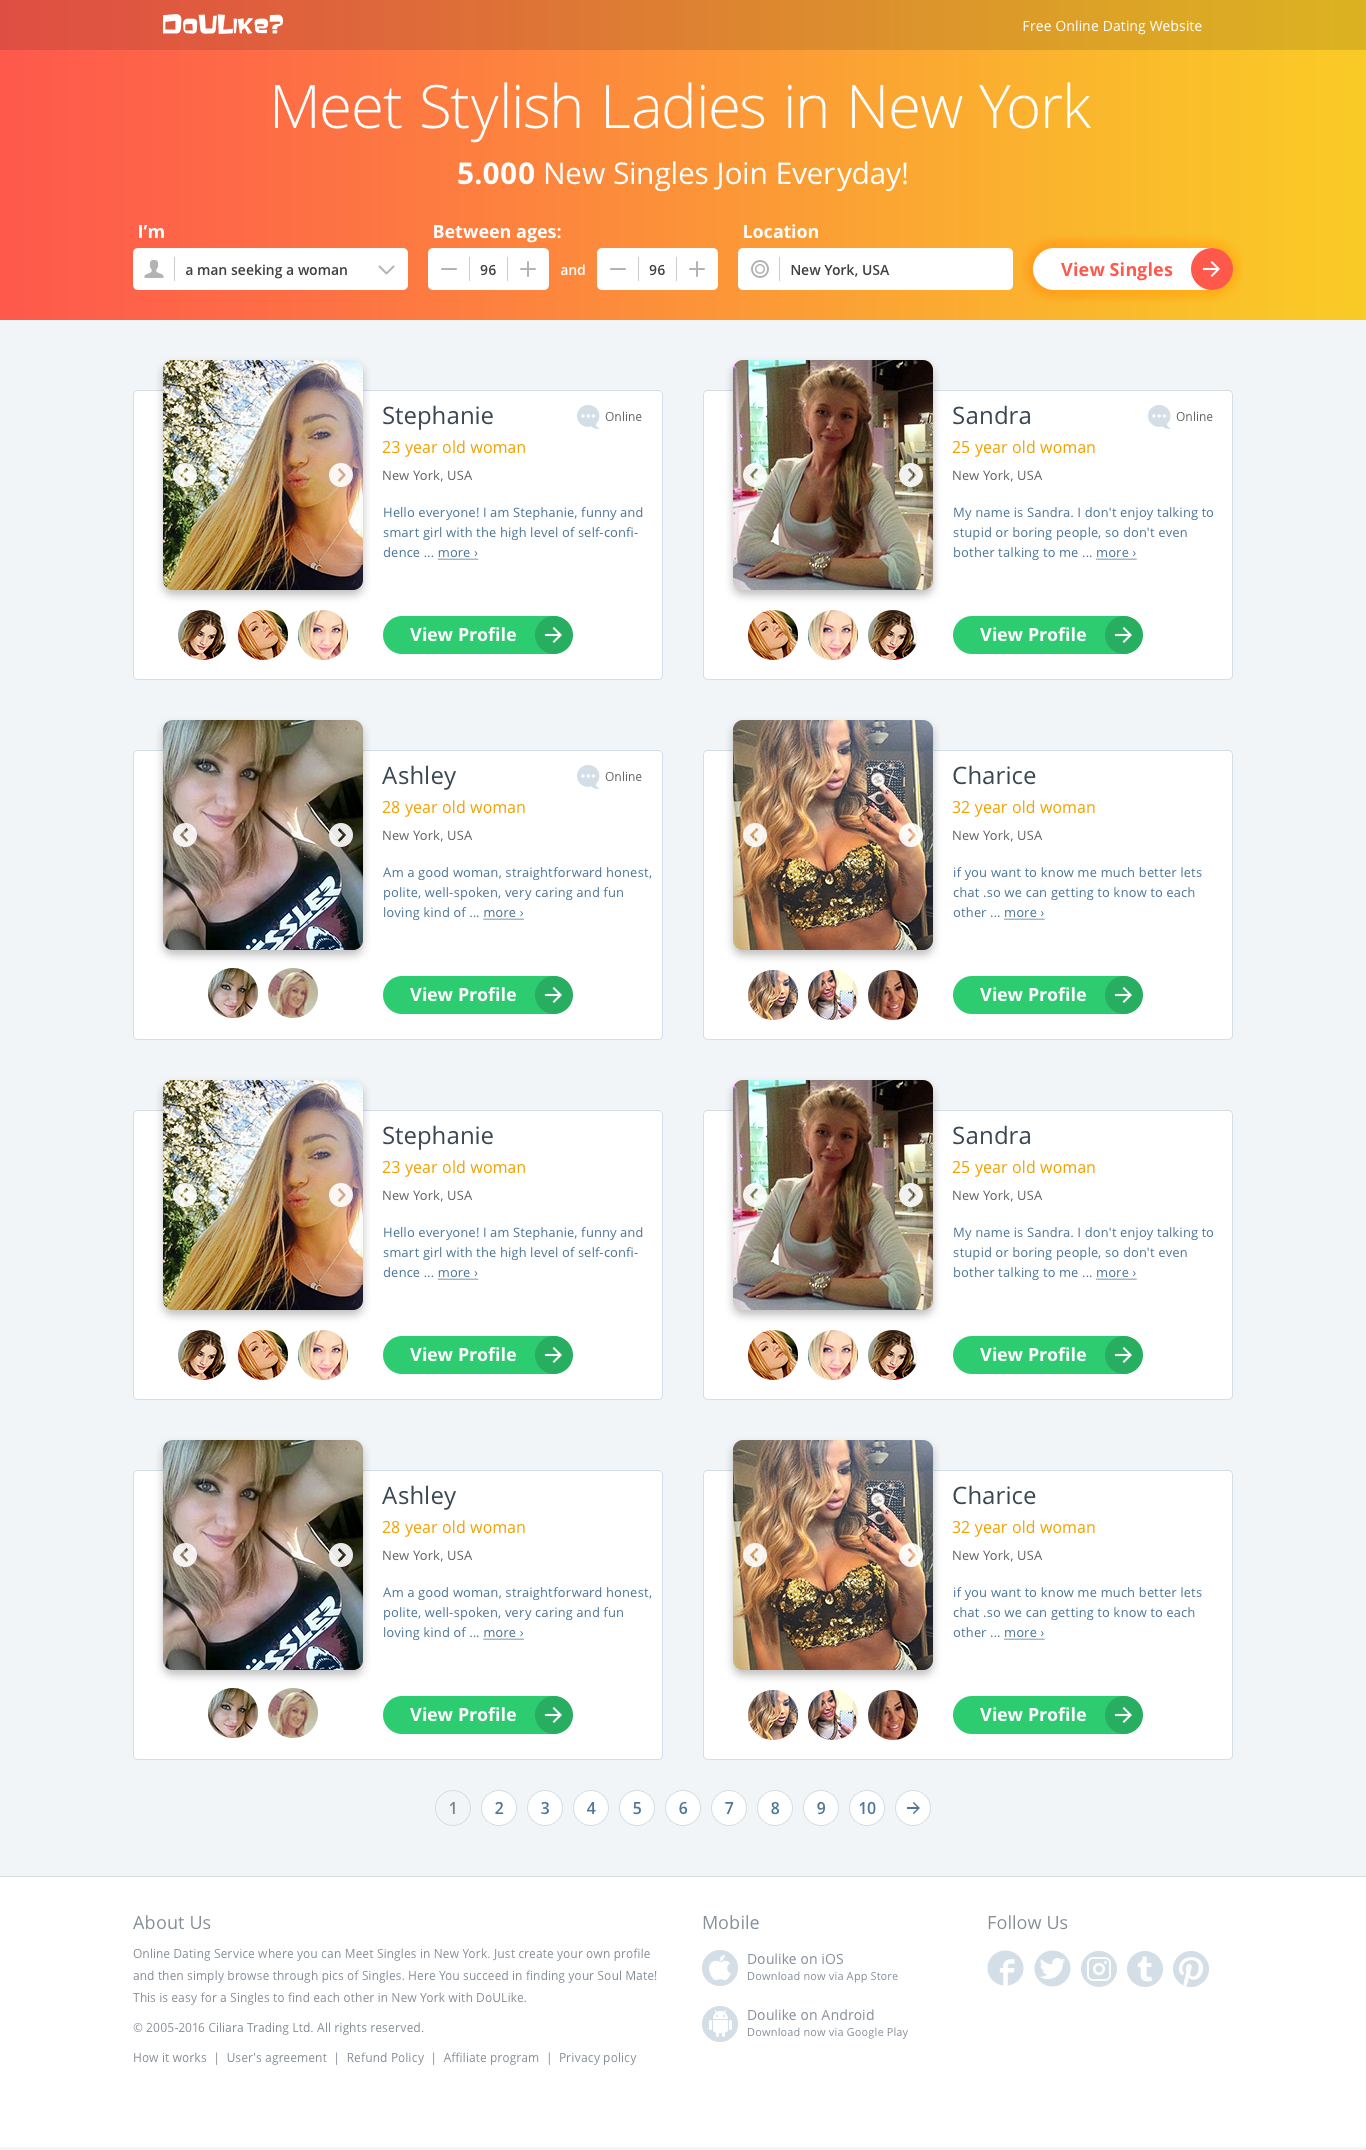 DoULike?
Free Online Dating Website
Meet Stylish Ladies in New York
5.000 New Singles Join Everyday!
I'm
Between ages:
Location
a man seeking a woman
96
and
96
New York, USA
View Singles
Stephanie
Online
23 year old woman
New York, USA
Hello everyone! I am Stephanie, funny and
smart girl with the high level of self-confi-
dence ... more ›
View Profile
Sandra
Online
25 year old woman
New York, USA
My name is Sandra. I don't enjoy talking to
stupid or boring people, so don't even
bother talking to me ... more ›
View Profile
Ashley
Online
28 year old woman
New York, USA
Am a good woman, straightforward honest,
polite, well-spoken, very caring and fun
loving kind of ... more ›
View Profile
Charice
32 year old woman
New York, USA
if you want to know me much better lets
chat .so we can getting to know to each
other ... more ›
View Profile
Stephanie
23 year old woman
New York, USA
Hello everyone! I am Stephanie, funny and
smart girl with the high level of self-confi-
dence ... more ›
View Profile
Sandra
25 year old woman
New York, USA
My name is Sandra. I don't enjoy talking to
stupid or boring people, so don't even
bother talking to me ... more ›
View Profile
Ashley
28 year old woman
New York, USA
Am a good woman, straightforward honest,
polite, well-spoken, very caring and fun
loving kind of ... more ›
View Profile
Charice
32 year old woman
New York, USA
if you want to know me much better lets
chat .so we can getting to know to each
other ... more ›
View Profile
1 2 3 4 5 6 7 8 9 10
About Us
Online Dating Service where you can Meet Singles in New York. Just create your own profile
and then simply browse through pics of Singles. Here You succeed in finding your Soul Mate!
This is easy for a Singles to find each other in New York with DoULike.
© 2005-2016 Ciliara Trading Ltd. All rights reserved.
How it works | User's agreement | Refund Policy | Affiliate program | Privacy policy
Mobile
Doulike on iOS
Download now via App Store
Doulike on Android
Download now via Google Play
Follow Us